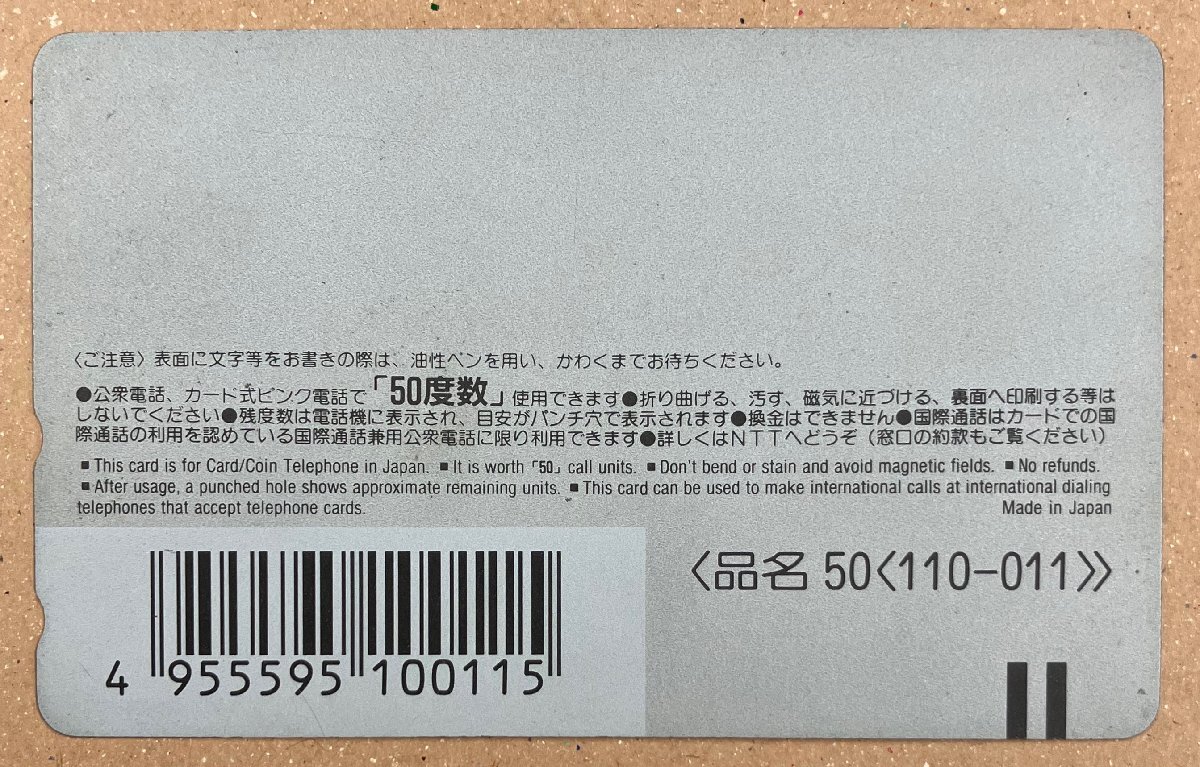 〈ご注意〉表面に文字等をお書きの際は、油性ペンを用い、かわくまでお待ちください。
●公衆電話、カード式ピンク電話で「50度数」使用できます●折り曲げる、汚す、磁気に近づける、裏面へ印刷する等は
しないでください●残度数は電話機に表示され、目安がパンチ穴で表示されます●換金はできません●国際通話はカードでの国
際通話の利用を認めている国際通話兼用公衆電話に限り利用できます●詳しくはNTTへどうぞ（窓口の約款もご覧ください）
■This card is for Card/Coin Telephone in Japan. ■It is worth「50」call units. ■Don't bend or stain and avoid magnetic fields. ■No refunds.
■After usage, a punched hole shows approximate remaining units. ■This card can be used to make international calls at international dialing
telephones that accept telephone cards. Made in Japan
〈品名 50〈110-011〉〉
4 955595 100115